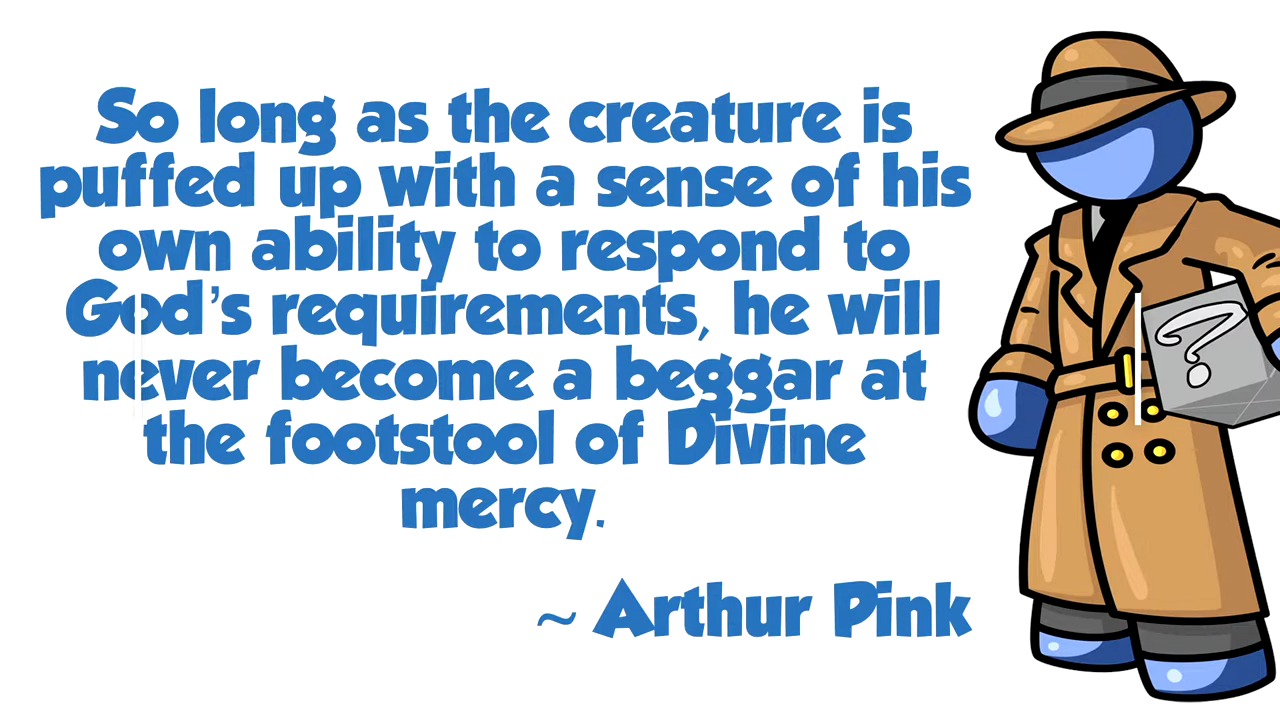 So long as the creature is
puffed up with a sense of his
own ability to respond to
God's requirements, he will
never become a beggar at
the footstool of Divine
mercy.
~ Arthur Pink
?